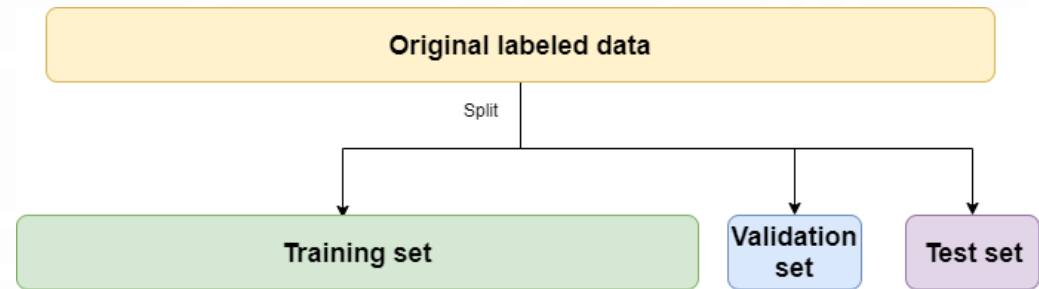 Original labeled data
Split
Training set
Validation
set
Test set